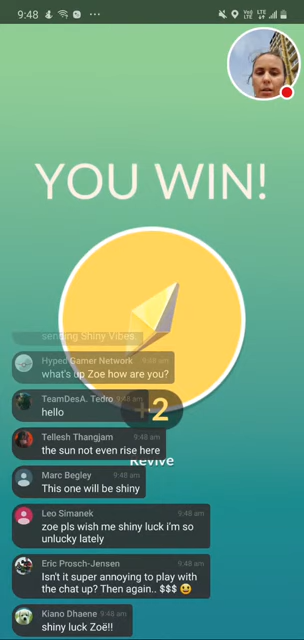 9:48
VoD LTE
LTE
YOU WIN!
sending Shiny Vibes.
Hyped Gamer Network 9:48 am
what's up Zoe how are you?
TeamDesA. Tedro 9:48 am
hello
+2
Tellesh Thangjam 9:48 am
the sun not even rise here
Revive
Marc Begley 9:48 am
This one will be shiny
Leo Simanek 9:48 am
zoe pls wish me shiny luck i'm so
unlucky lately
Eric Prosch-Jensen 9:48 am
Isn't it super annoying to play with
the chat up? Then again.. $$$ 😆
Kiano Dhaene 9:48 am
shiny luck Zoë!!